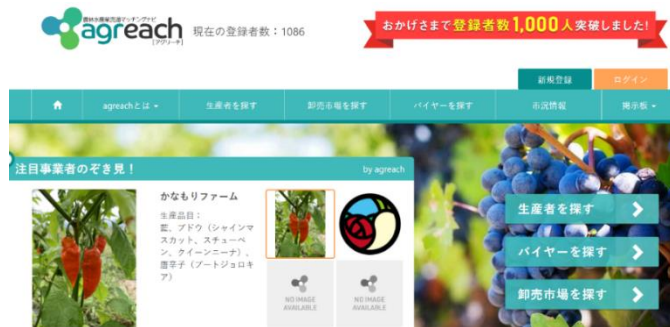 農林水産業流通マッチングナビ
agreach
[アグリーチ]
現在の登録者数：1086
おかげさまで登録者数1,000人突破しました!
新規登録
ログイン
agreachとは
生産者を探す
卸売市場を探す
バイヤーを探す
市況情報
掲示板
注目事業者のぞき見！
by agreach
かなもりファーム
生産品目：
藍、ブドウ（シャインマ
スカット、スチューベ
ン、クイーンニーナ）、
唐辛子（ブートジョロキ
ア）
NO IMAGE
AVAILABLE
NO IMAGE
AVAILABLE
生産者を探す
バイヤーを探す
卸売市場を探す